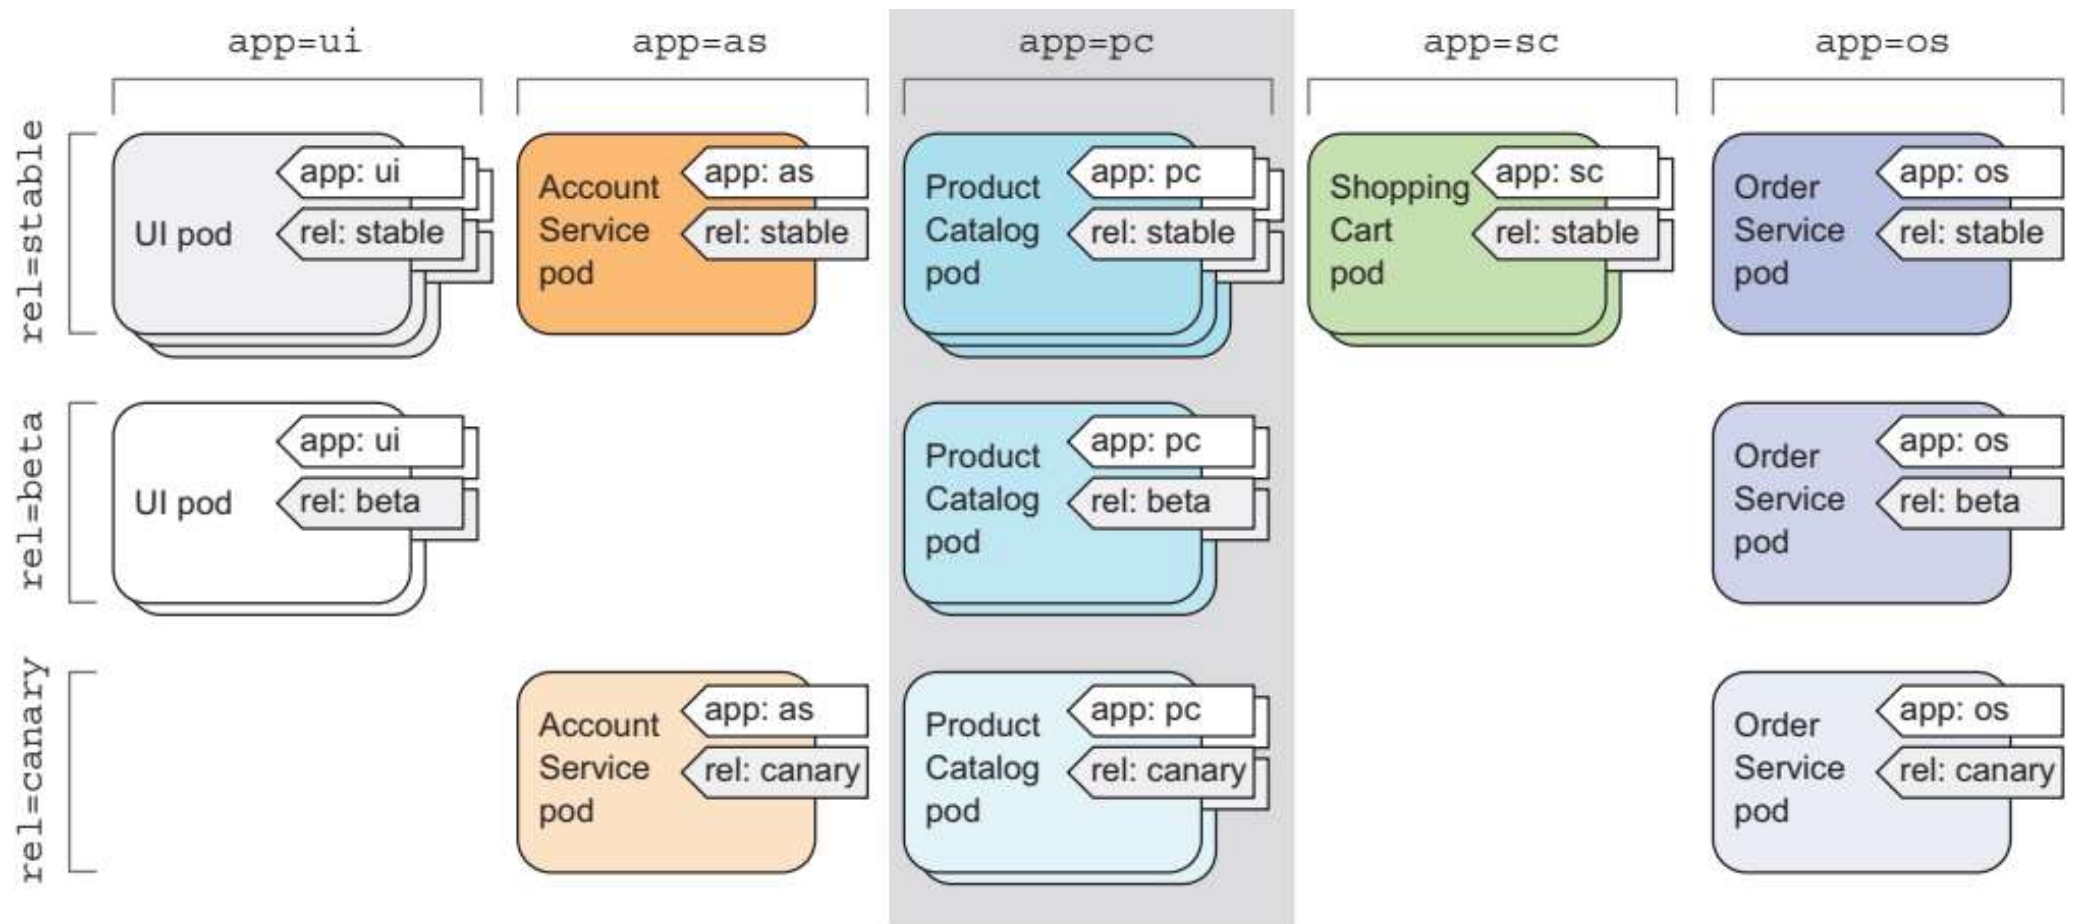 app=ui
app=as
app=pc
app=sc
app=os
rel=stable
UI pod
app: ui
rel: stable
Account
Service
pod
app: as
rel: stable
Product
Catalog
pod
app: pc
rel: stable
Shopping
Cart
pod
app: sc
rel: stable
Order
Service
pod
app: os
rel: stable
rel=beta
UI pod
app: ui
rel: beta
Product
Catalog
pod
app: pc
rel: beta
Order
Service
pod
app: os
rel: beta
rel=canary
Account
Service
pod
app: as
rel: canary
Product
Catalog
pod
app: pc
rel: canary
Order
Service
pod
app: os
rel: canary